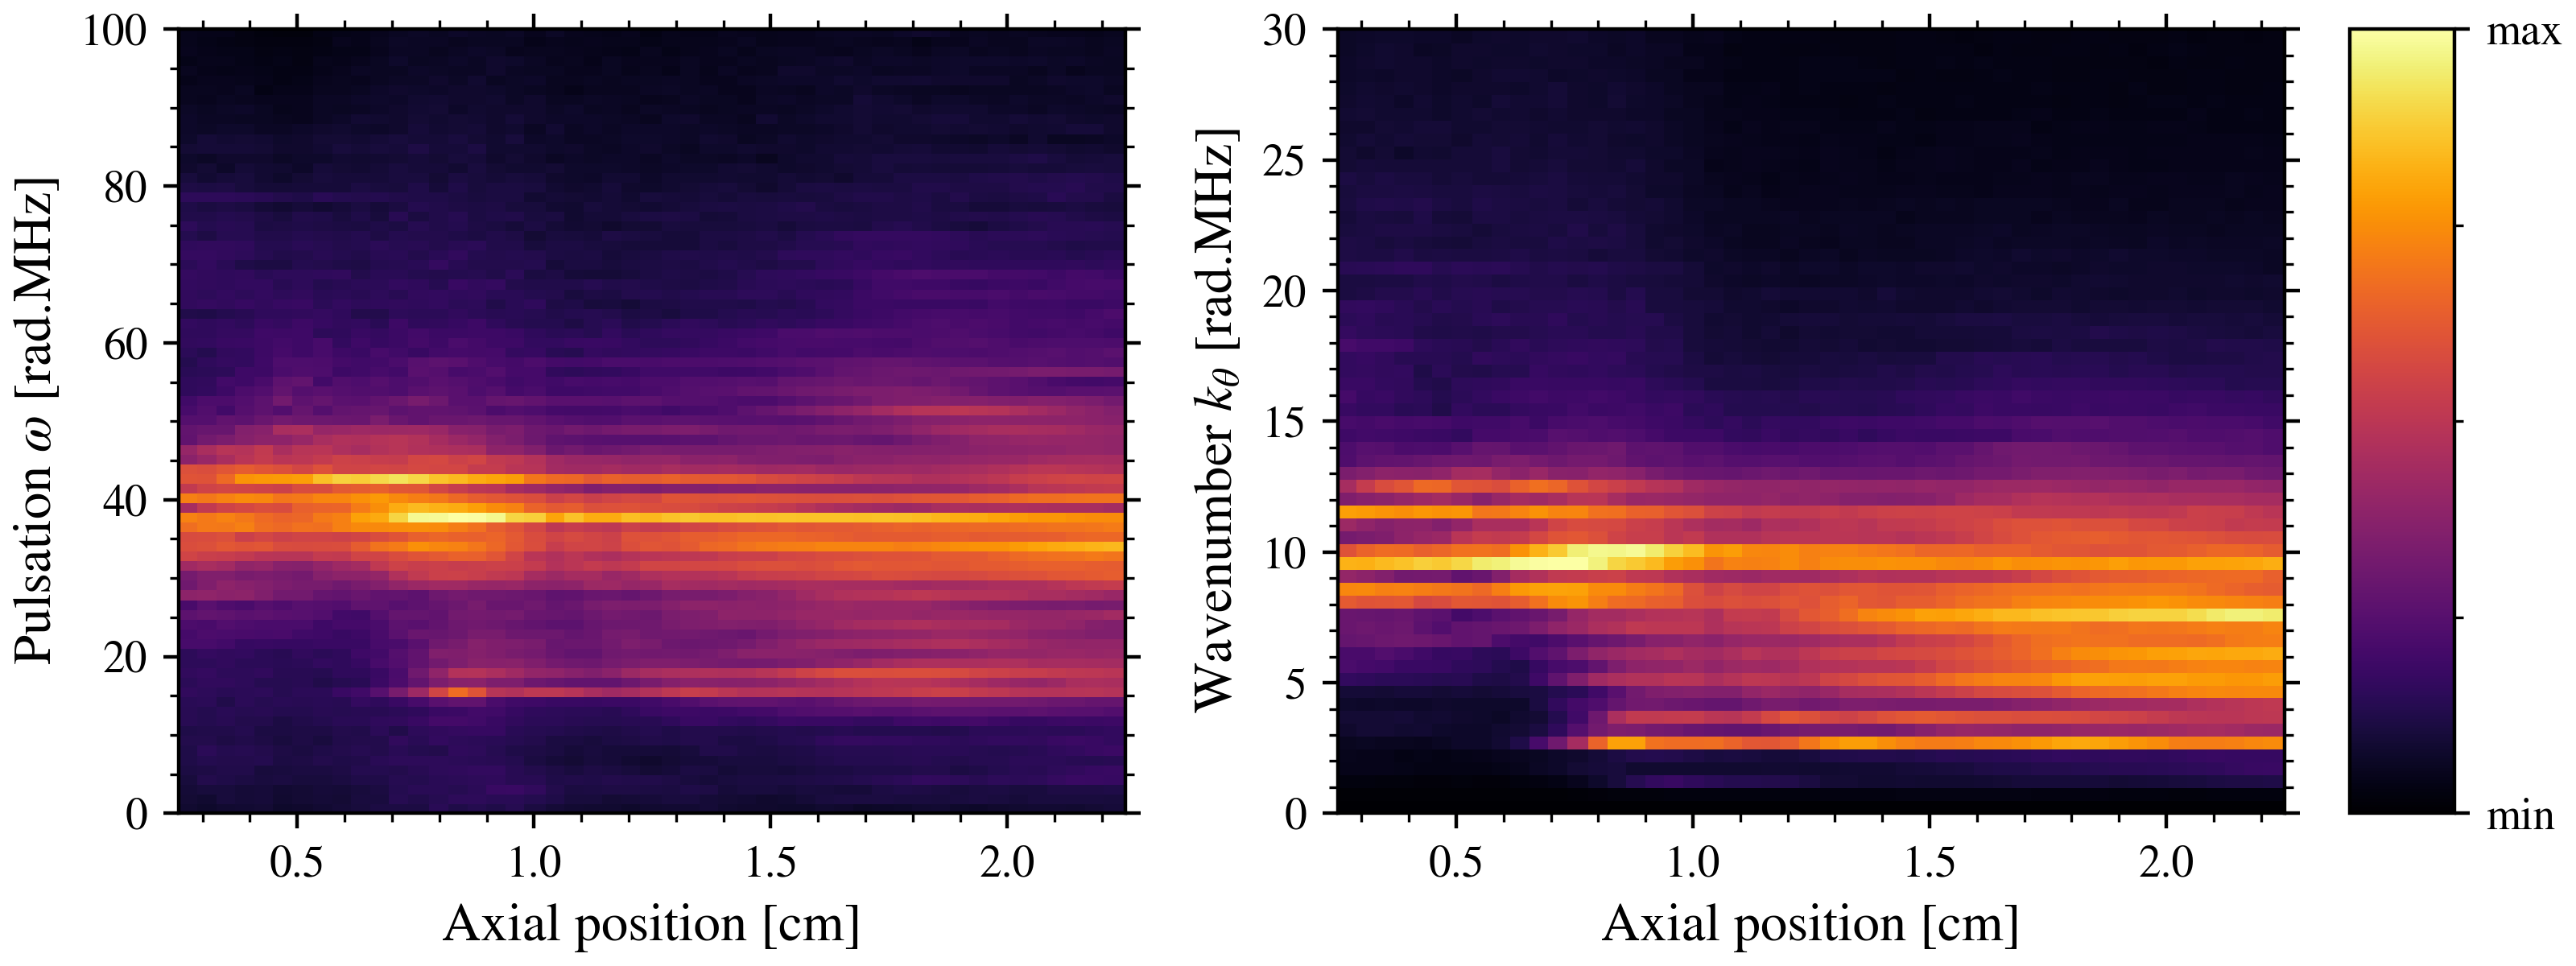 100
80
60
40
20
0
Pulsation ω [rad.MHz]
0.5 1.0 1.5 2.0
Axial position [cm]
30
25
20
15
10
5
0
Wavenumber kθ [rad.MHz]
0.5 1.0 1.5 2.0
Axial position [cm]
max
min